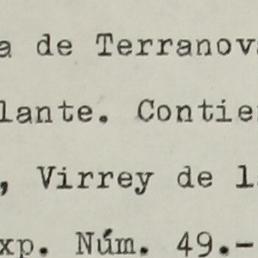 a de Terranova
lante. Contie
, Virrey de l
xp. Núm. 49.-